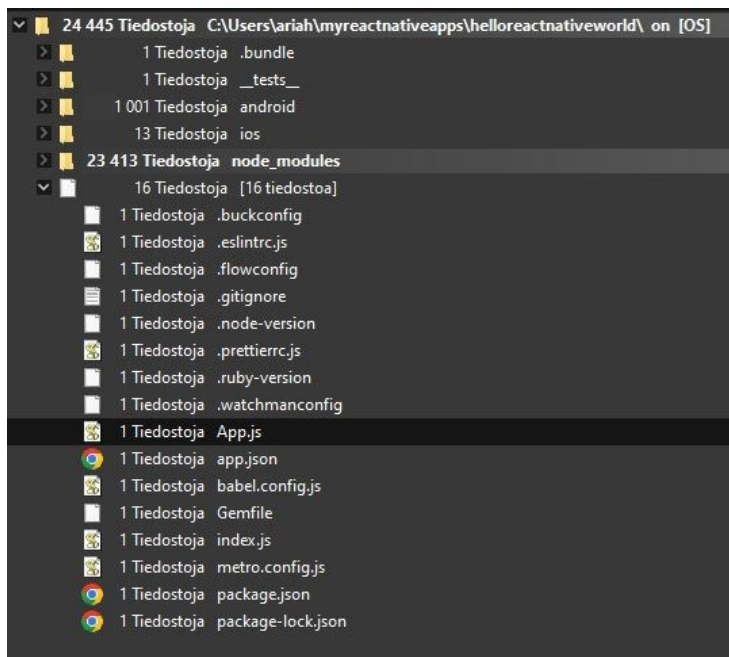 24 445 Tiedostoja C:\Users\ariah\myreactnativeapps\helloreactnativeworld\ on [OS]
1 Tiedostoja .bundle
1 Tiedostoja __tests__
1 001 Tiedostoja android
13 Tiedostoja ios
23 413 Tiedostoja node_modules
16 Tiedostoja [16 tiedostoa]
1 Tiedostoja .buckconfig
1 Tiedostoja .eslintrc.js
1 Tiedostoja .flowconfig
1 Tiedostoja .gitignore
1 Tiedostoja .node-version
1 Tiedostoja .prettierrc.js
1 Tiedostoja .ruby-version
1 Tiedostoja .watchmanconfig
1 Tiedostoja App.js
1 Tiedostoja app.json
1 Tiedostoja babel.config.js
1 Tiedostoja Gemfile
1 Tiedostoja index.js
1 Tiedostoja metro.config.js
1 Tiedostoja package.json
1 Tiedostoja package-lock.json